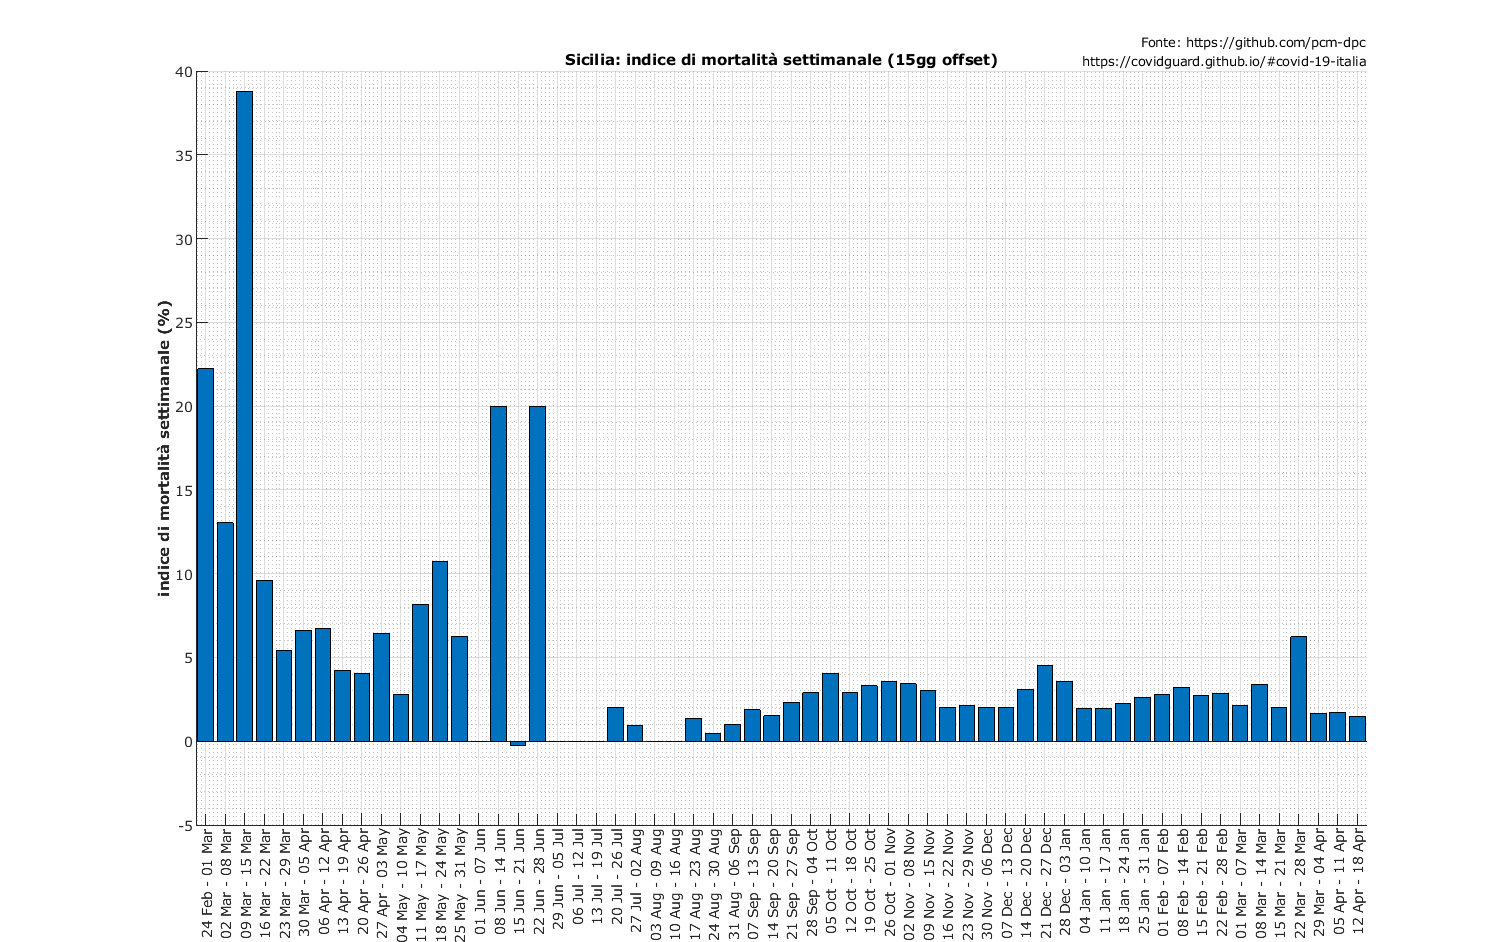 Fonte: https://github.com/pcm-dpc
Sicilia: indice di mortalità settimanale (15gg offset)
https://covidguard.github.io/#covid-19-italia
indice di mortalità settimanale (%)
40
35
30
25
20
15
10
5
0
-5
24 Feb - 01 Mar
02 Mar - 08 Mar
09 Mar - 15 Mar
16 Mar - 22 Mar
23 Mar - 29 Mar
30 Mar - 05 Apr
06 Apr - 12 Apr
13 Apr - 19 Apr
20 Apr - 26 Apr
27 Apr - 03 May
04 May - 10 May
11 May - 17 May
18 May - 24 May
25 May - 31 May
01 Jun - 07 Jun
08 Jun - 14 Jun
15 Jun - 21 Jun
22 Jun - 28 Jun
29 Jun - 05 Jul
06 Jul - 12 Jul
13 Jul - 19 Jul
20 Jul - 26 Jul
27 Jul - 02 Aug
03 Aug - 09 Aug
10 Aug - 16 Aug
17 Aug - 23 Aug
24 Aug - 30 Aug
31 Aug - 06 Sep
07 Sep - 13 Sep
14 Sep - 20 Sep
21 Sep - 27 Sep
28 Sep - 04 Oct
05 Oct - 11 Oct
12 Oct - 18 Oct
19 Oct - 25 Oct
26 Oct - 01 Nov
02 Nov - 08 Nov
09 Nov - 15 Nov
16 Nov - 22 Nov
23 Nov - 29 Nov
30 Nov - 06 Dec
07 Dec - 13 Dec
14 Dec - 20 Dec
21 Dec - 27 Dec
28 Dec - 03 Jan
04 Jan - 10 Jan
11 Jan - 17 Jan
18 Jan - 24 Jan
25 Jan - 31 Jan
01 Feb - 07 Feb
08 Feb - 14 Feb
15 Feb - 21 Feb
22 Feb - 28 Feb
01 Mar - 07 Mar
08 Mar - 14 Mar
15 Mar - 21 Mar
22 Mar - 28 Mar
29 Mar - 04 Apr
05 Apr - 11 Apr
12 Apr - 18 Apr